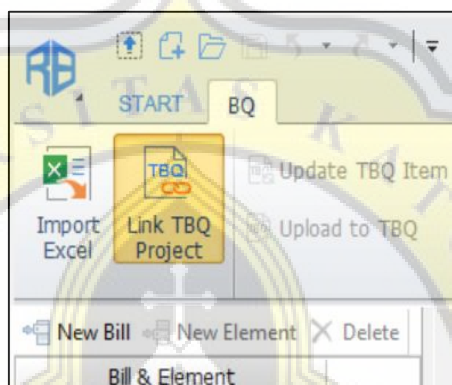 RB
START BQ
TBQ
Import Excel
Link TBQ Project
Update TBQ Item
Upload to TBQ
New Bill New Element Delete
Bill & Element